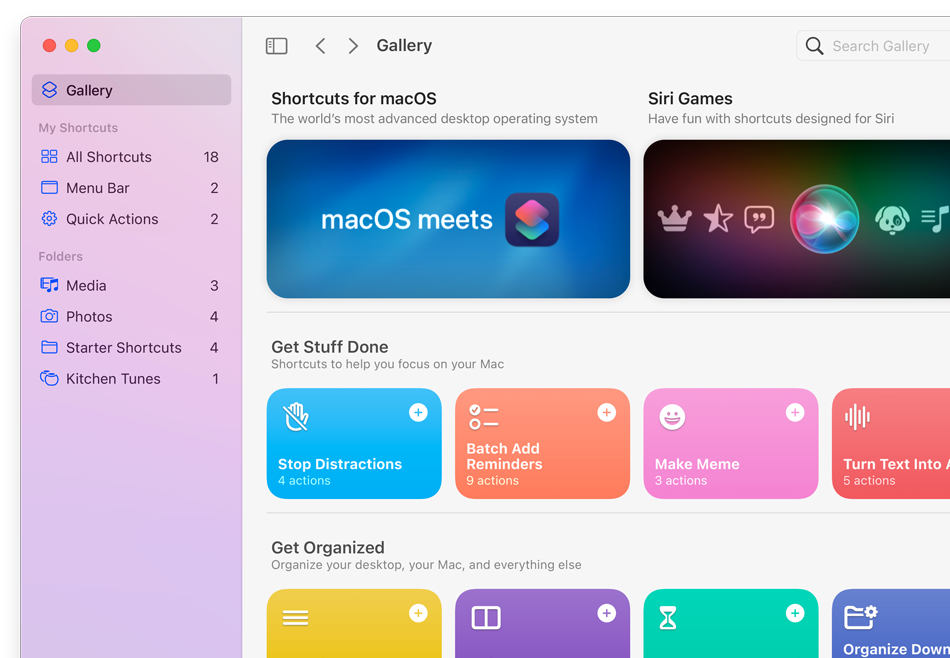 Gallery
Search Gallery
Gallery
My Shortcuts
All Shortcuts 18
Menu Bar 2
Quick Actions 2
Folders
Media 3
Photos 4
Starter Shortcuts 4
Kitchen Tunes 1
Shortcuts for macOS
The world’s most advanced desktop operating system
macOS meets
Siri Games
Have fun with shortcuts designed for Siri
Get Stuff Done
Shortcuts to help you focus on your Mac
Stop Distractions
4 actions
Batch Add
Reminders
9 actions
Make Meme
3 actions
Turn Text Into A
5 actions
Get Organized
Organize your desktop, your Mac, and everything else
Organize Down